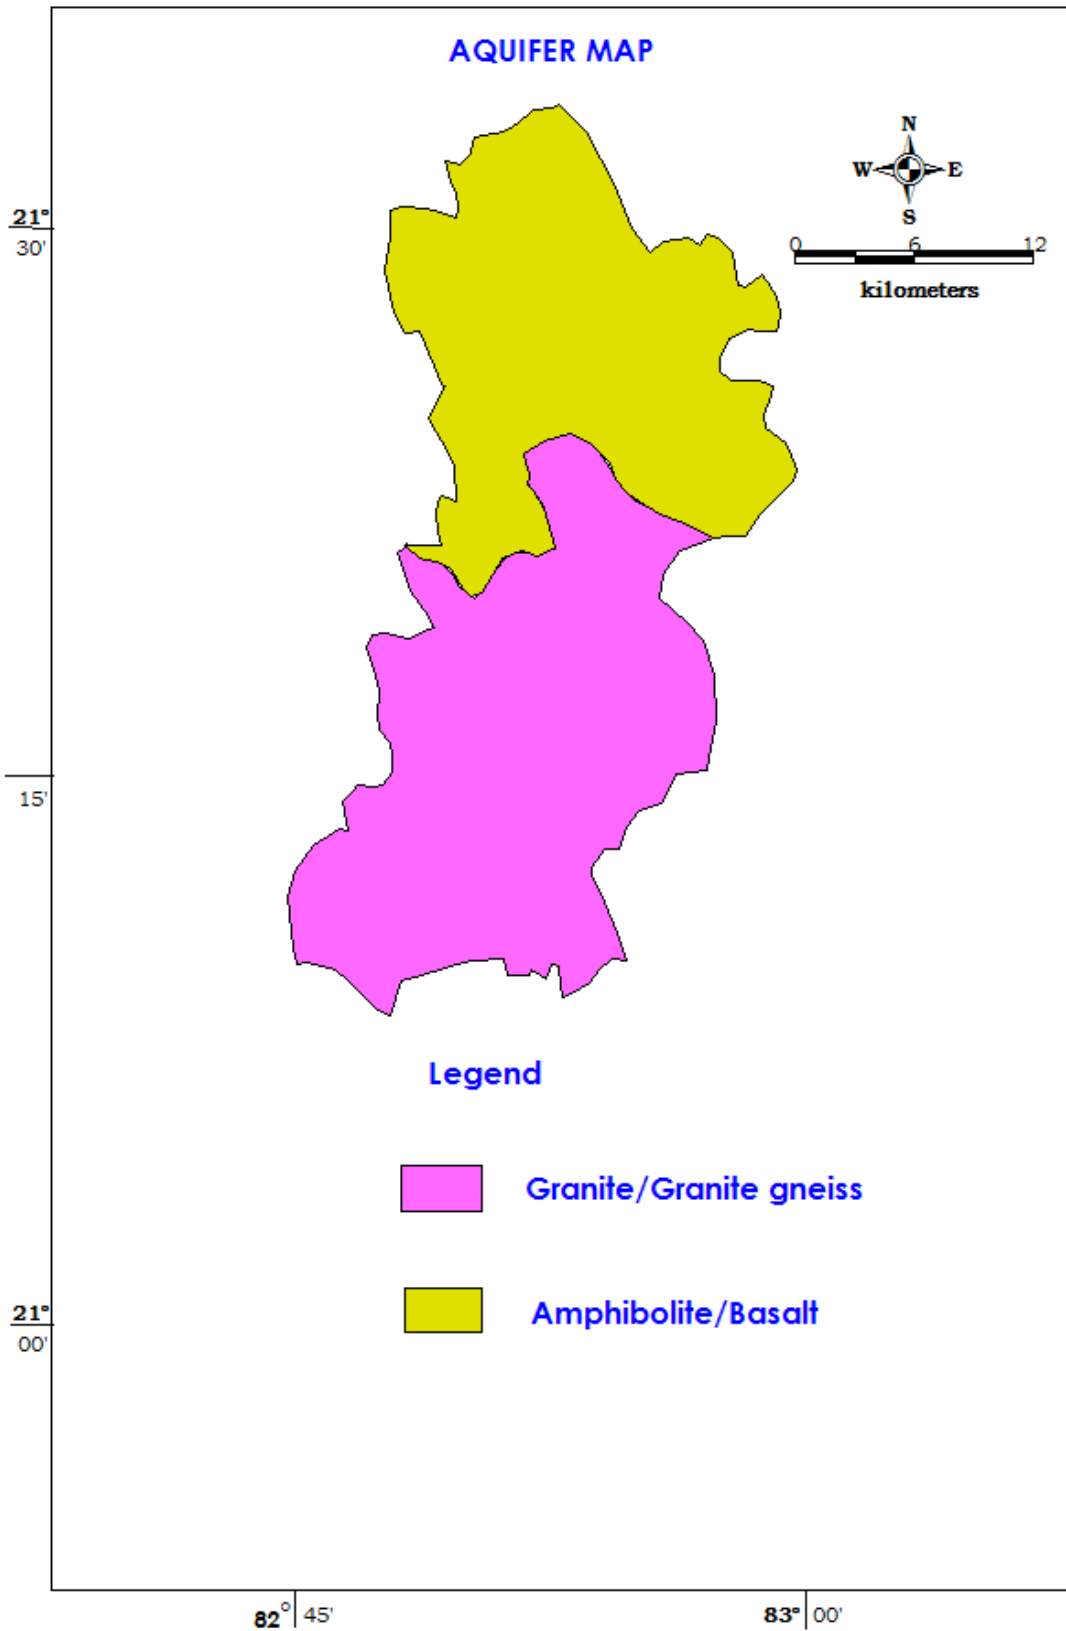 AQUIFER MAP
N
W E
S
0 6 12
kilometers
21°
30'
15'
21°
00'
Legend
Granite/Granite gneiss
Amphibolite/Basalt
82° 45'
83° 00'